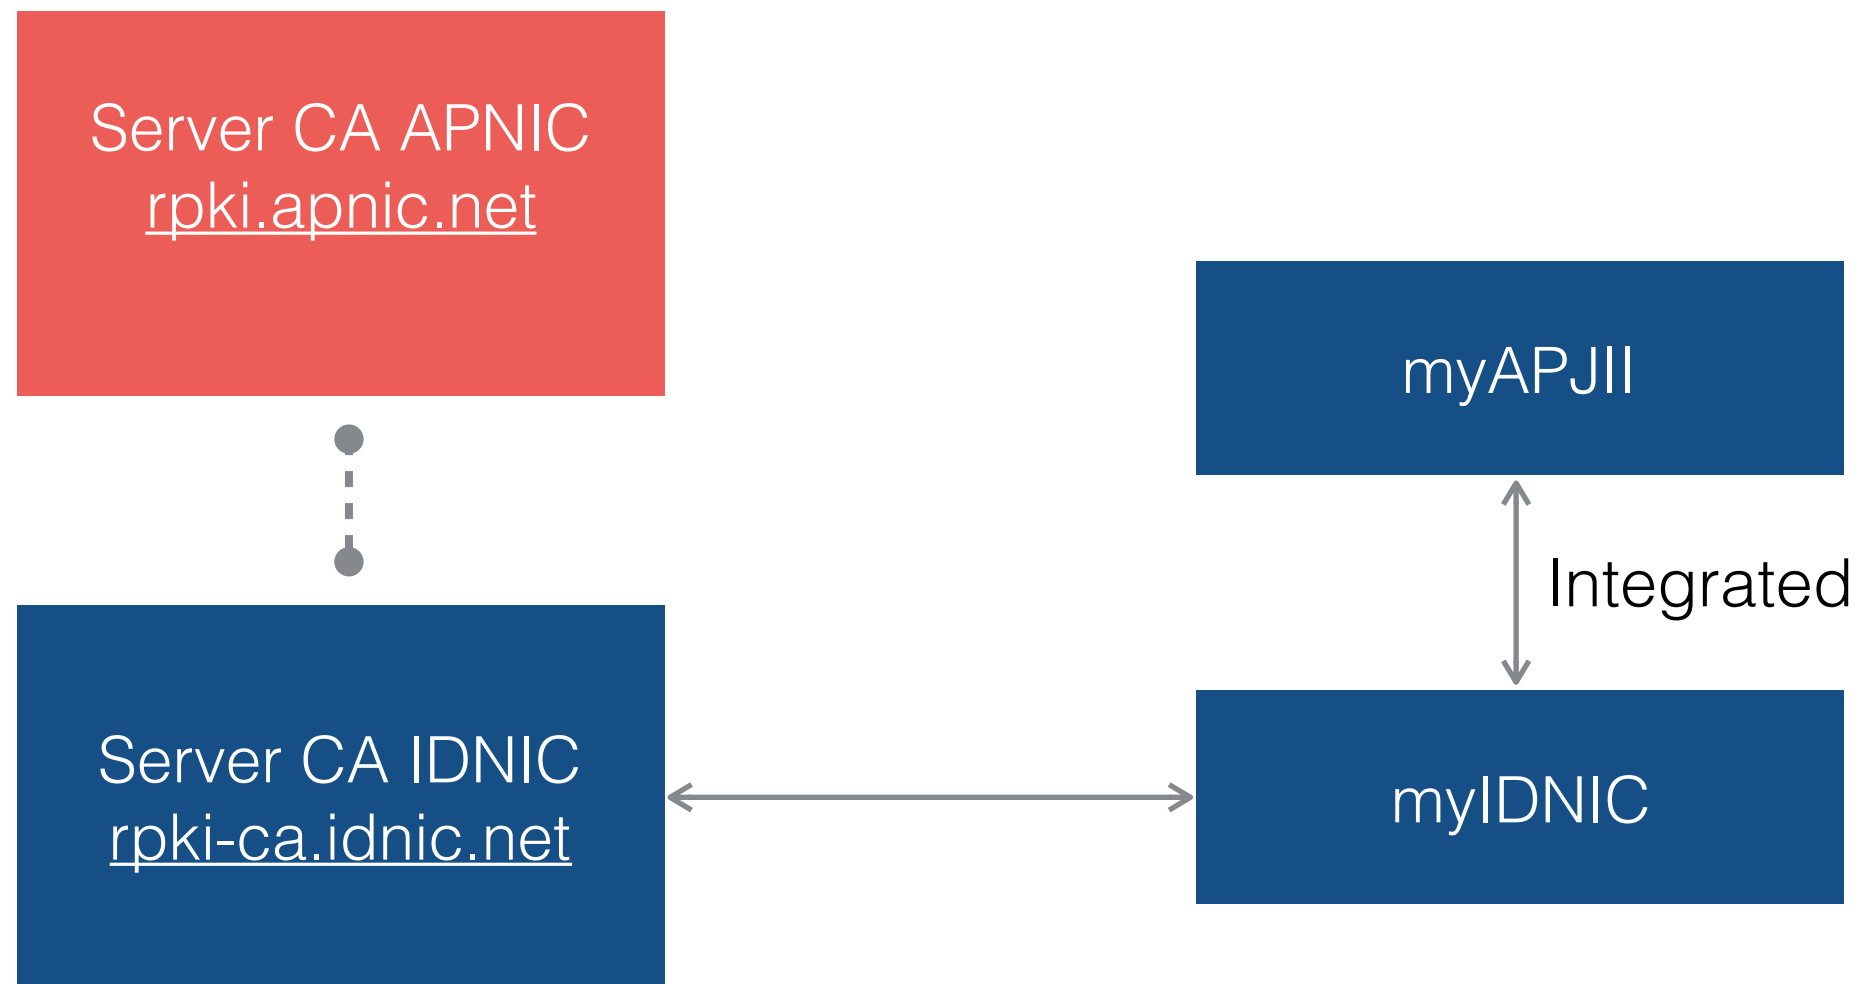 Server CA APNIC
rpki.apnic.net
myAPJII
Integrated
Server CA IDNIC
rpki-ca.idnic.net
myIDNIC